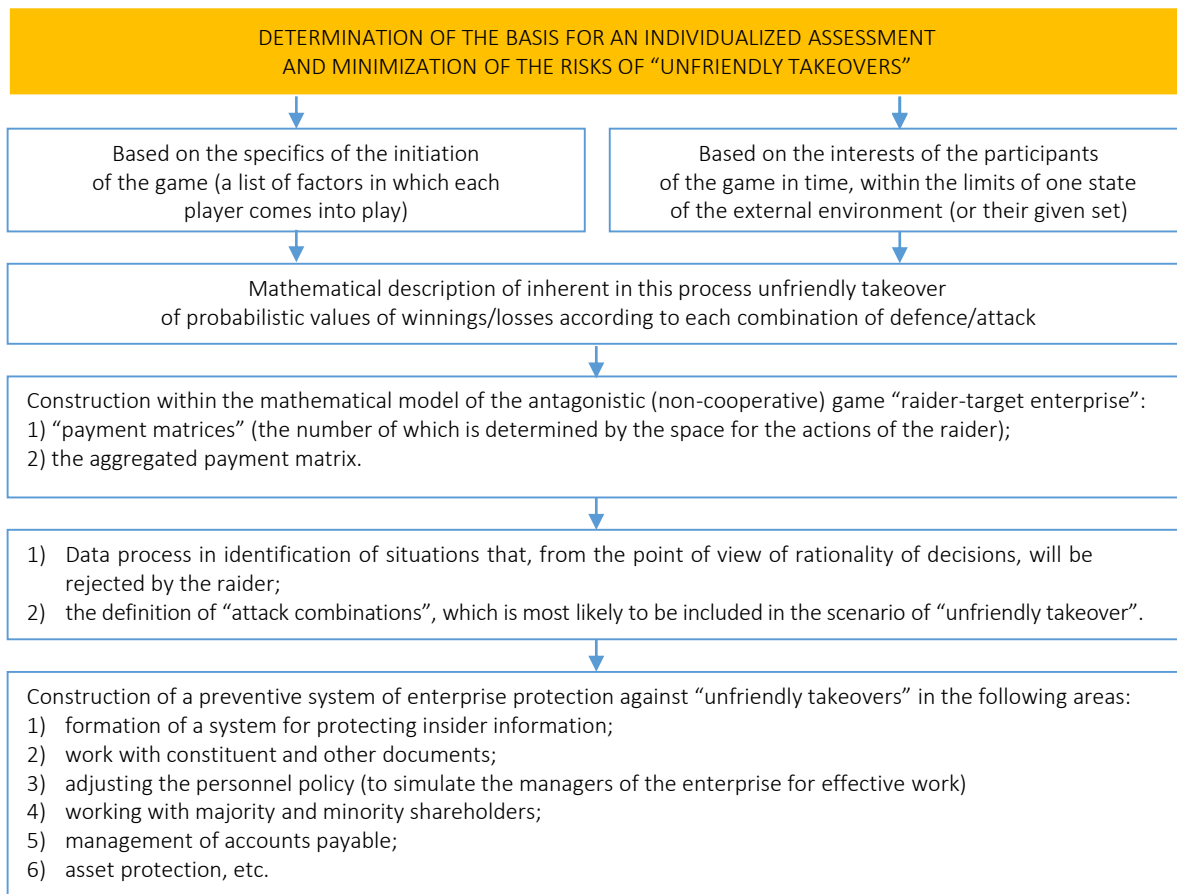 DETERMINATION OF THE BASIS FOR AN INDIVIDUALIZED ASSESSMENT
AND MINIMIZATION OF THE RISKS OF “UNFRIENDLY TAKEOVERS”
Based on the specifics of the initiation
of the game (a list of factors in which each
player comes into play)
Based on the interests of the participants
of the game in time, within the limits of one state
of the external environment (or their given set)
Mathematical description of inherent in this process unfriendly takeover
of probabilistic values of winnings/losses according to each combination of defence/attack
Construction within the mathematical model of the antagonistic (non-cooperative) game “raider-target enterprise”:
1) “payment matrices” (the number of which is determined by the space for the actions of the raider);
2) the aggregated payment matrix.
1) Data process in identification of situations that, from the point of view of rationality of decisions, will be
rejected by the raider;
2) the definition of “attack combinations”, which is most likely to be included in the scenario of “unfriendly takeover”.
Construction of a preventive system of enterprise protection against “unfriendly takeovers” in the following areas:
1) formation of a system for protecting insider information;
2) work with constituent and other documents;
3) adjusting the personnel policy (to simulate the managers of the enterprise for effective work)
4) working with majority and minority shareholders;
5) management of accounts payable;
6) asset protection, etc.